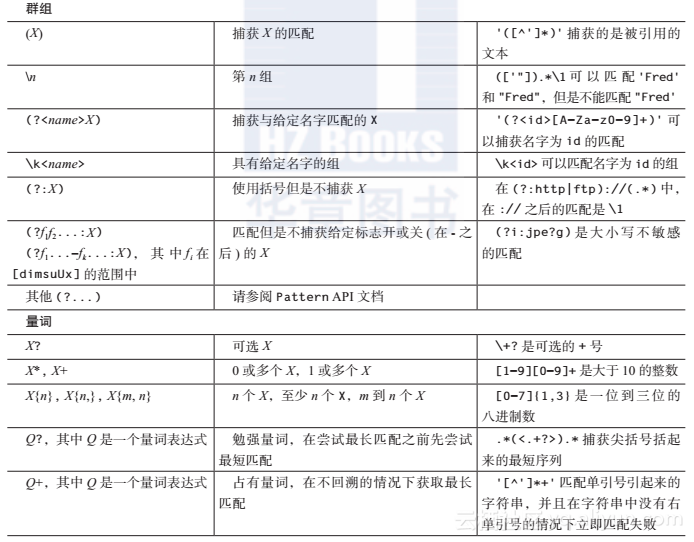 群组
(X) 捕获 X 的匹配 '([^']*)' 捕获的是被引用的
文本
\n 第 n 组 (['"]).*\1 可以匹配 'Fred'
和 "Fred", 但是不能匹配 "Fred'
(?<name>X) 捕获与给定名字匹配的 X '(?<id>[A-Za-z0-9]+)' 可
以捕获名字为 id 的匹配
\k<name> 具有给定名字的组 \k<id> 可以匹配名字为 id 的组
(?:X) 使用括号但是不捕获 X 在 (?:http|ftp)://(.*) 中,
在 :// 之后的匹配是 \1
(?f1f2...:X) 匹配但是不捕获给定标志开或关 ( 在 - 之 (?i:jpe?g) 是大小写不敏感
(?f1...-fk...:X), 其中 fi 在 后 ) 的 X 的匹配
[dimsuUx] 的范围中
其他 (?...) 请参阅 Pattern API 文档
量词
X? 可选 X \+? 是可选的 + 号
X*, X+ 0 或多个 X, 1 或多个 X [1-9][0-9]+ 是大于 10 的整数
X{n}, X{n,}, X{m, n} n 个 X, 至少 n 个 X, m 到 n 个 X [0-7]{1,3} 是一位到三位的
八进制数
Q?, 其中 Q 是一个量词表达式 勉强量词, 在尝试最长匹配之前先尝试 .*(<.+?>).* 捕获尖括号括起
最短匹配 来的最短序列
Q+, 其中 Q 是一个量词表达式 占有量词, 在不回溯的情况下获取最长 '[^']*+' 匹配单引号引起来的
匹配 字符串, 并且在字符串中没有右
单引号的情况下立即匹配失败
HZ BOOKS
华章图书